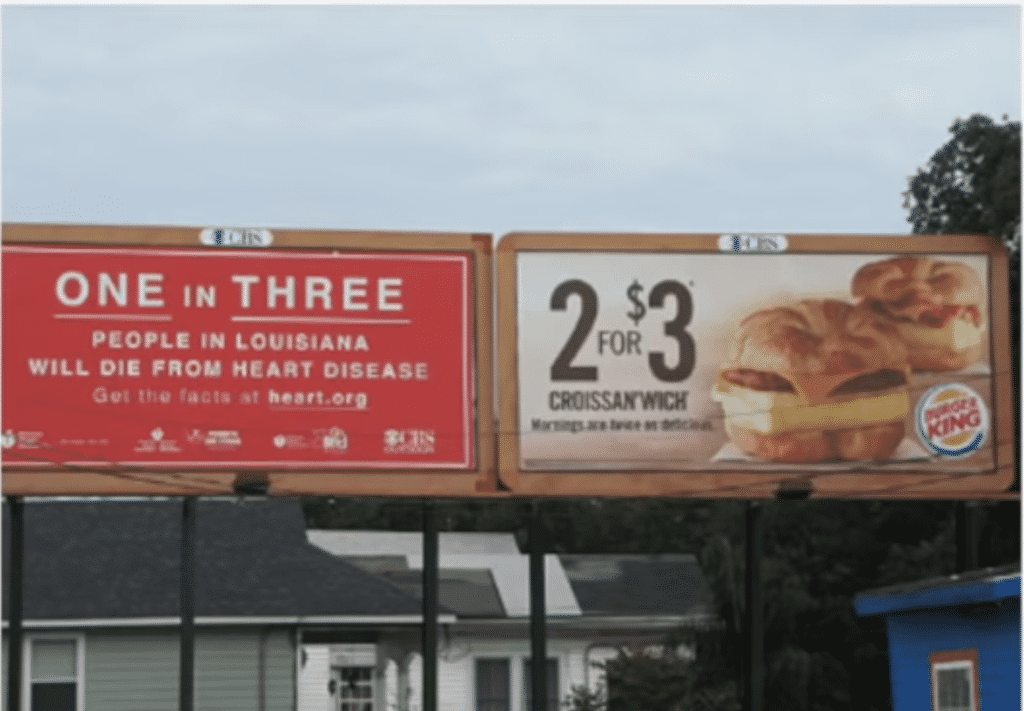 CBS
ONE IN THREE
PEOPLE IN LOUISIANA
WILL DIE FROM HEART DISEASE
Get the facts at heart.org
CBS
OUTDOOR
CBS
2 FOR $3
CROISSAN'WICH
Mornings are twice as delicious.
BURGER
KING